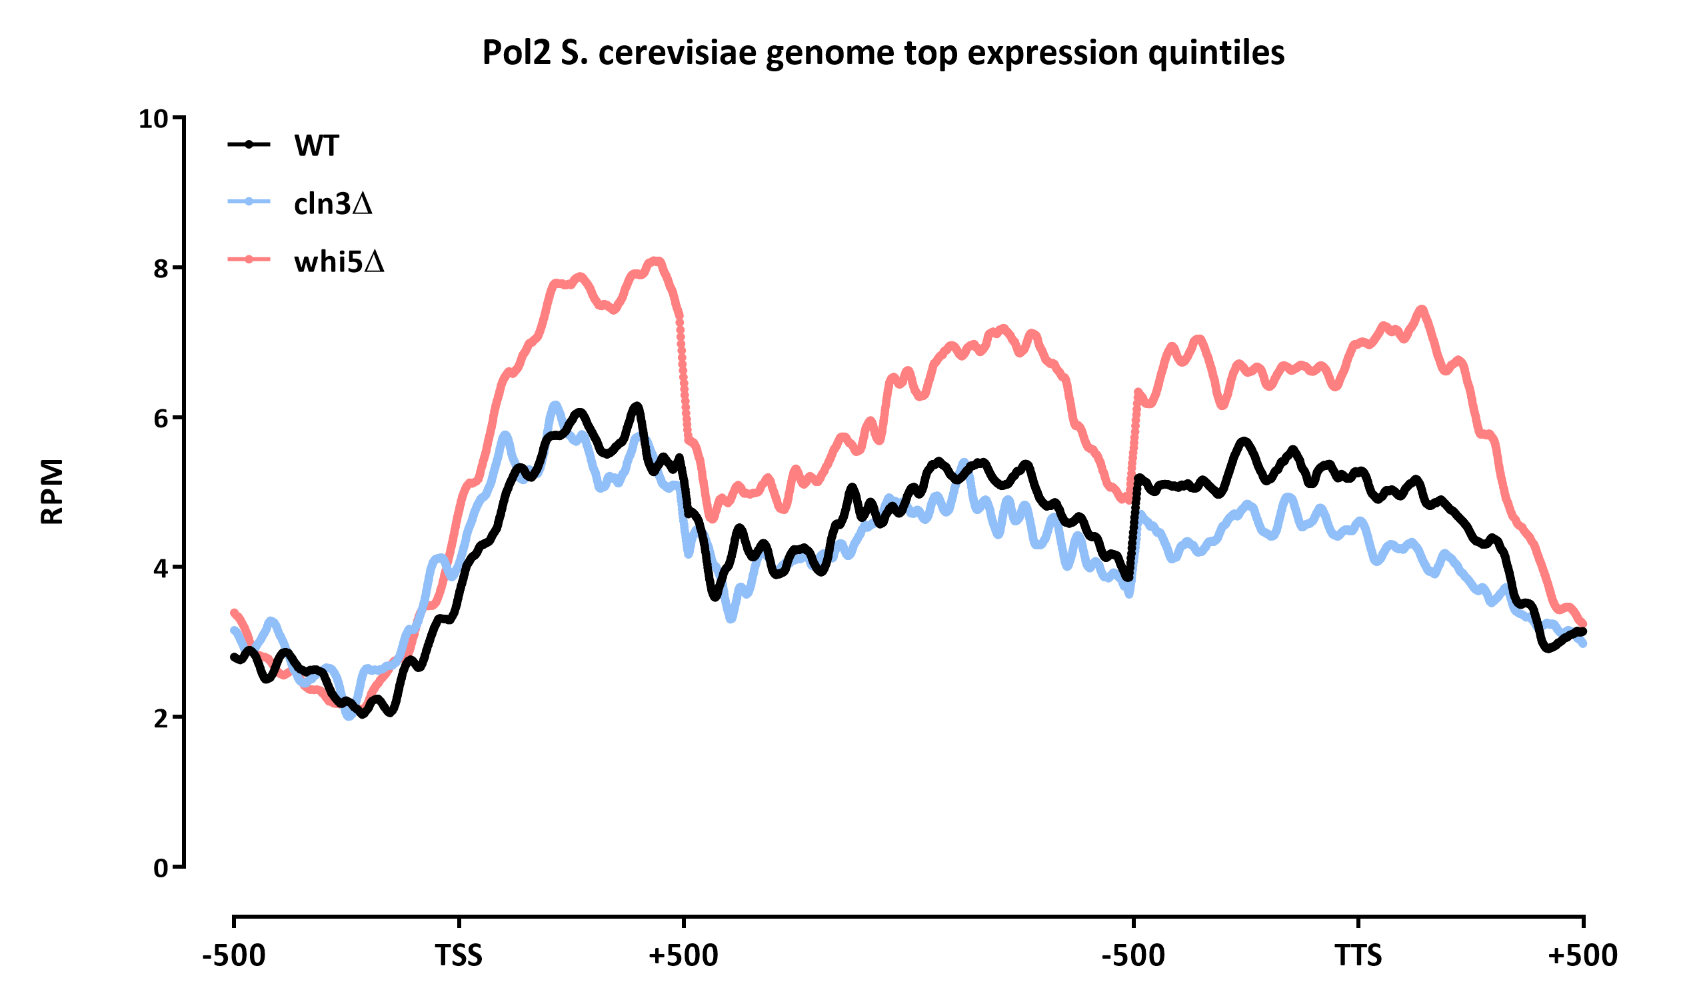 Pol2 S. cerevisiae genome top expression quintiles
10
8
6
4
2
0
RPM
WT
cln3Δ
whi5Δ
-500 TSS +500 -500 TTS +500